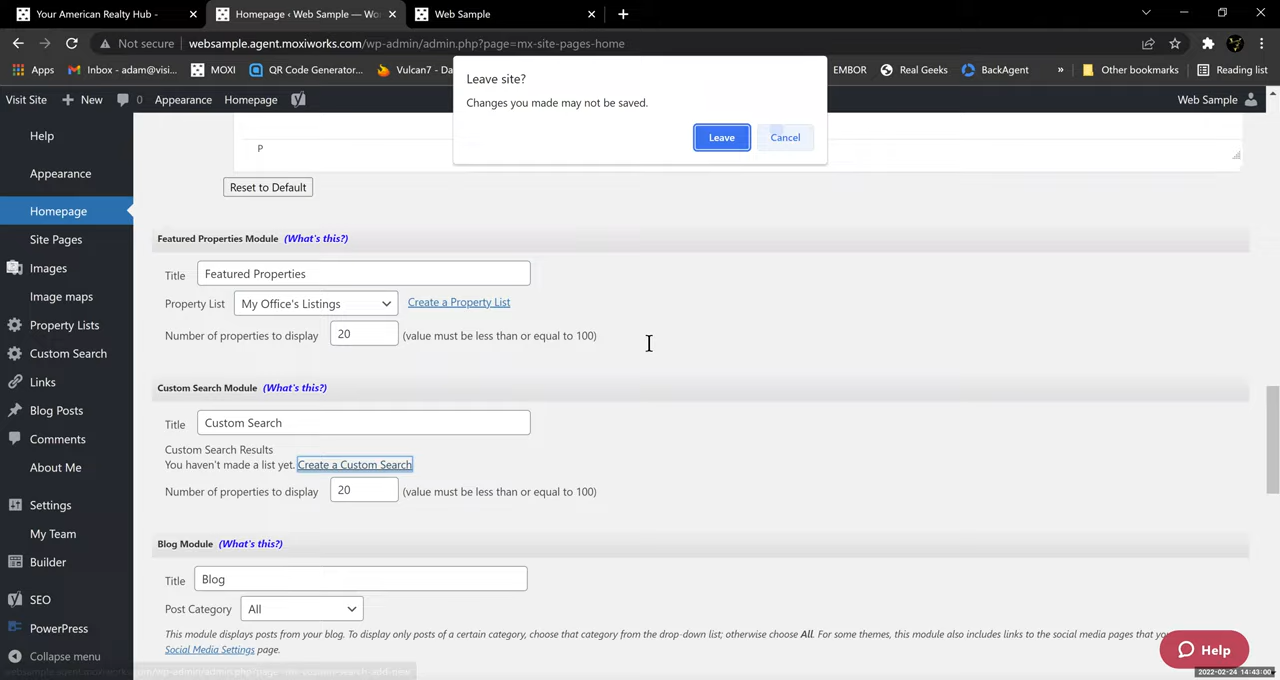 Your American Realty Hub -
Homepage ‹ Web Sample — Wo
Web Sample
Not secure
websample.agent.moxiworks.com/wp-admin/admin.php?page=mx-site-pages-home
Apps
Inbox - adam@visi...
MOXI
QR Code Generator...
Vulcan7 - Da
EMBOR
Real Geeks
BackAgent
»
Other bookmarks
Reading list
Leave site?
Changes you made may not be saved.
Leave
Cancel
Visit Site
New
0
Appearance
Homepage
Web Sample
Help
Appearance
Homepage
Site Pages
Images
Image maps
Property Lists
Custom Search
Links
Blog Posts
Comments
About Me
Settings
My Team
Builder
SEO
PowerPress
Collapse menu
P
Reset to Default
Featured Properties Module (What's this?)
Title Featured Properties
Property List My Office's Listings Create a Property List
Number of properties to display 20 (value must be less than or equal to 100)
Custom Search Module (What's this?)
Title Custom Search
Custom Search Results
You haven't made a list yet. Create a Custom Search
Number of properties to display 20 (value must be less than or equal to 100)
Blog Module (What's this?)
Title Blog
Post Category All
This module displays posts from your blog. To display only posts of a certain category, choose that category from the drop-down list; otherwise choose All. For some themes, this module also includes links to the social media pages that you
Social Media Settings page.
Help
2022-02-24 14:43:00